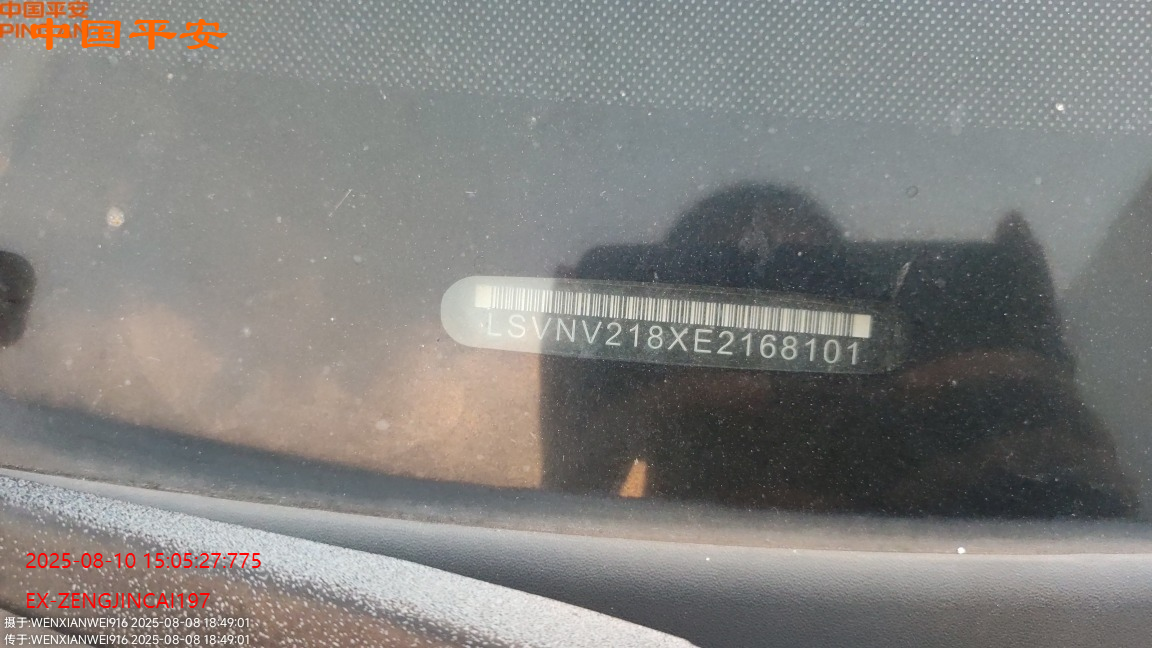 中国平安
PINGAN
中国平安
LSVNV218XE2168101
2025-08-10 15:05:27:775
EX-ZENGJINCAI197
摄于:WENXIANWEI916 2025-08-08 18:49:01
传于:WENXIANWEI916 2025-08-08 18:49:01